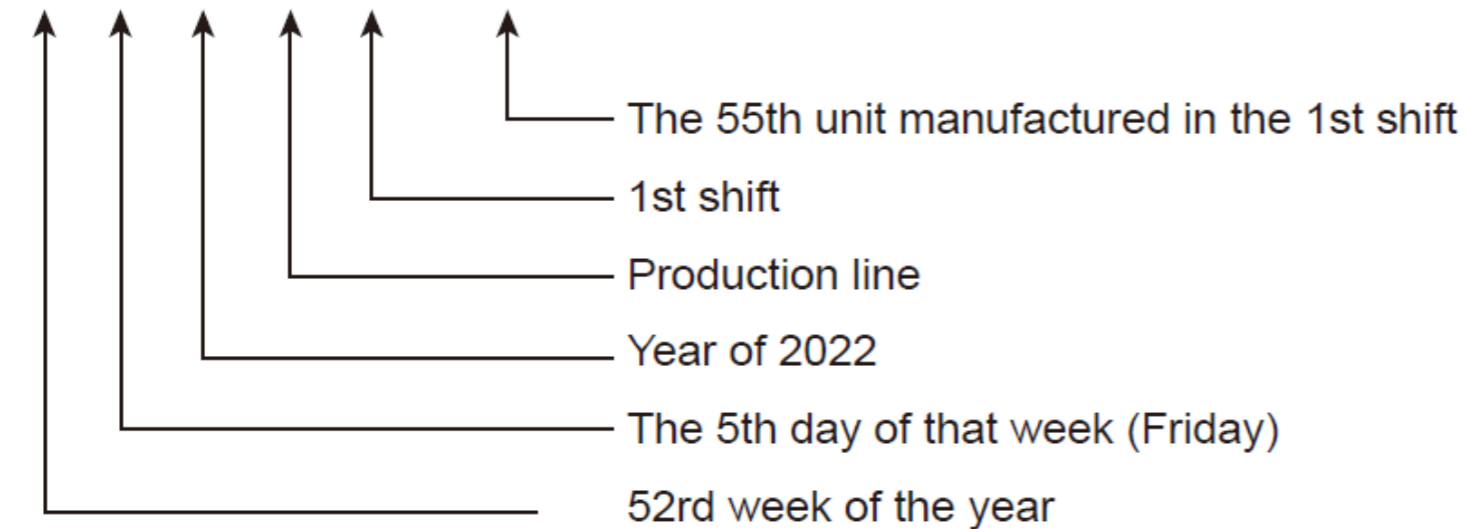 The 55th unit manufactured in the 1st shift
1st shift
Production line
Year of 2022
The 5th day of that week (Friday)
52rd week of the year